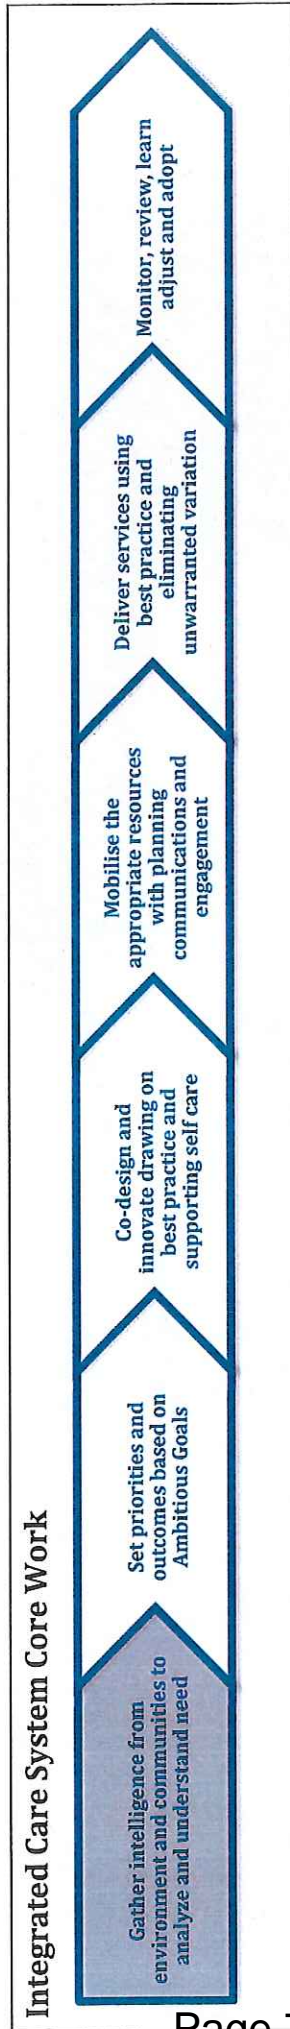 Integrated Care System Core Work
Gather intelligence from
environment and communities to
analyze and understand need
Set priorities and
outcomes based on
Ambitious Goals
Co-design and
innovate drawing on
best practice and
supporting self care
Mobilise the
appropriate resources
with planning
communications and
engagement
Deliver services using
best practice and
eliminating
unwarranted variation
Monitor, review, learn
adjust and adopt
Page